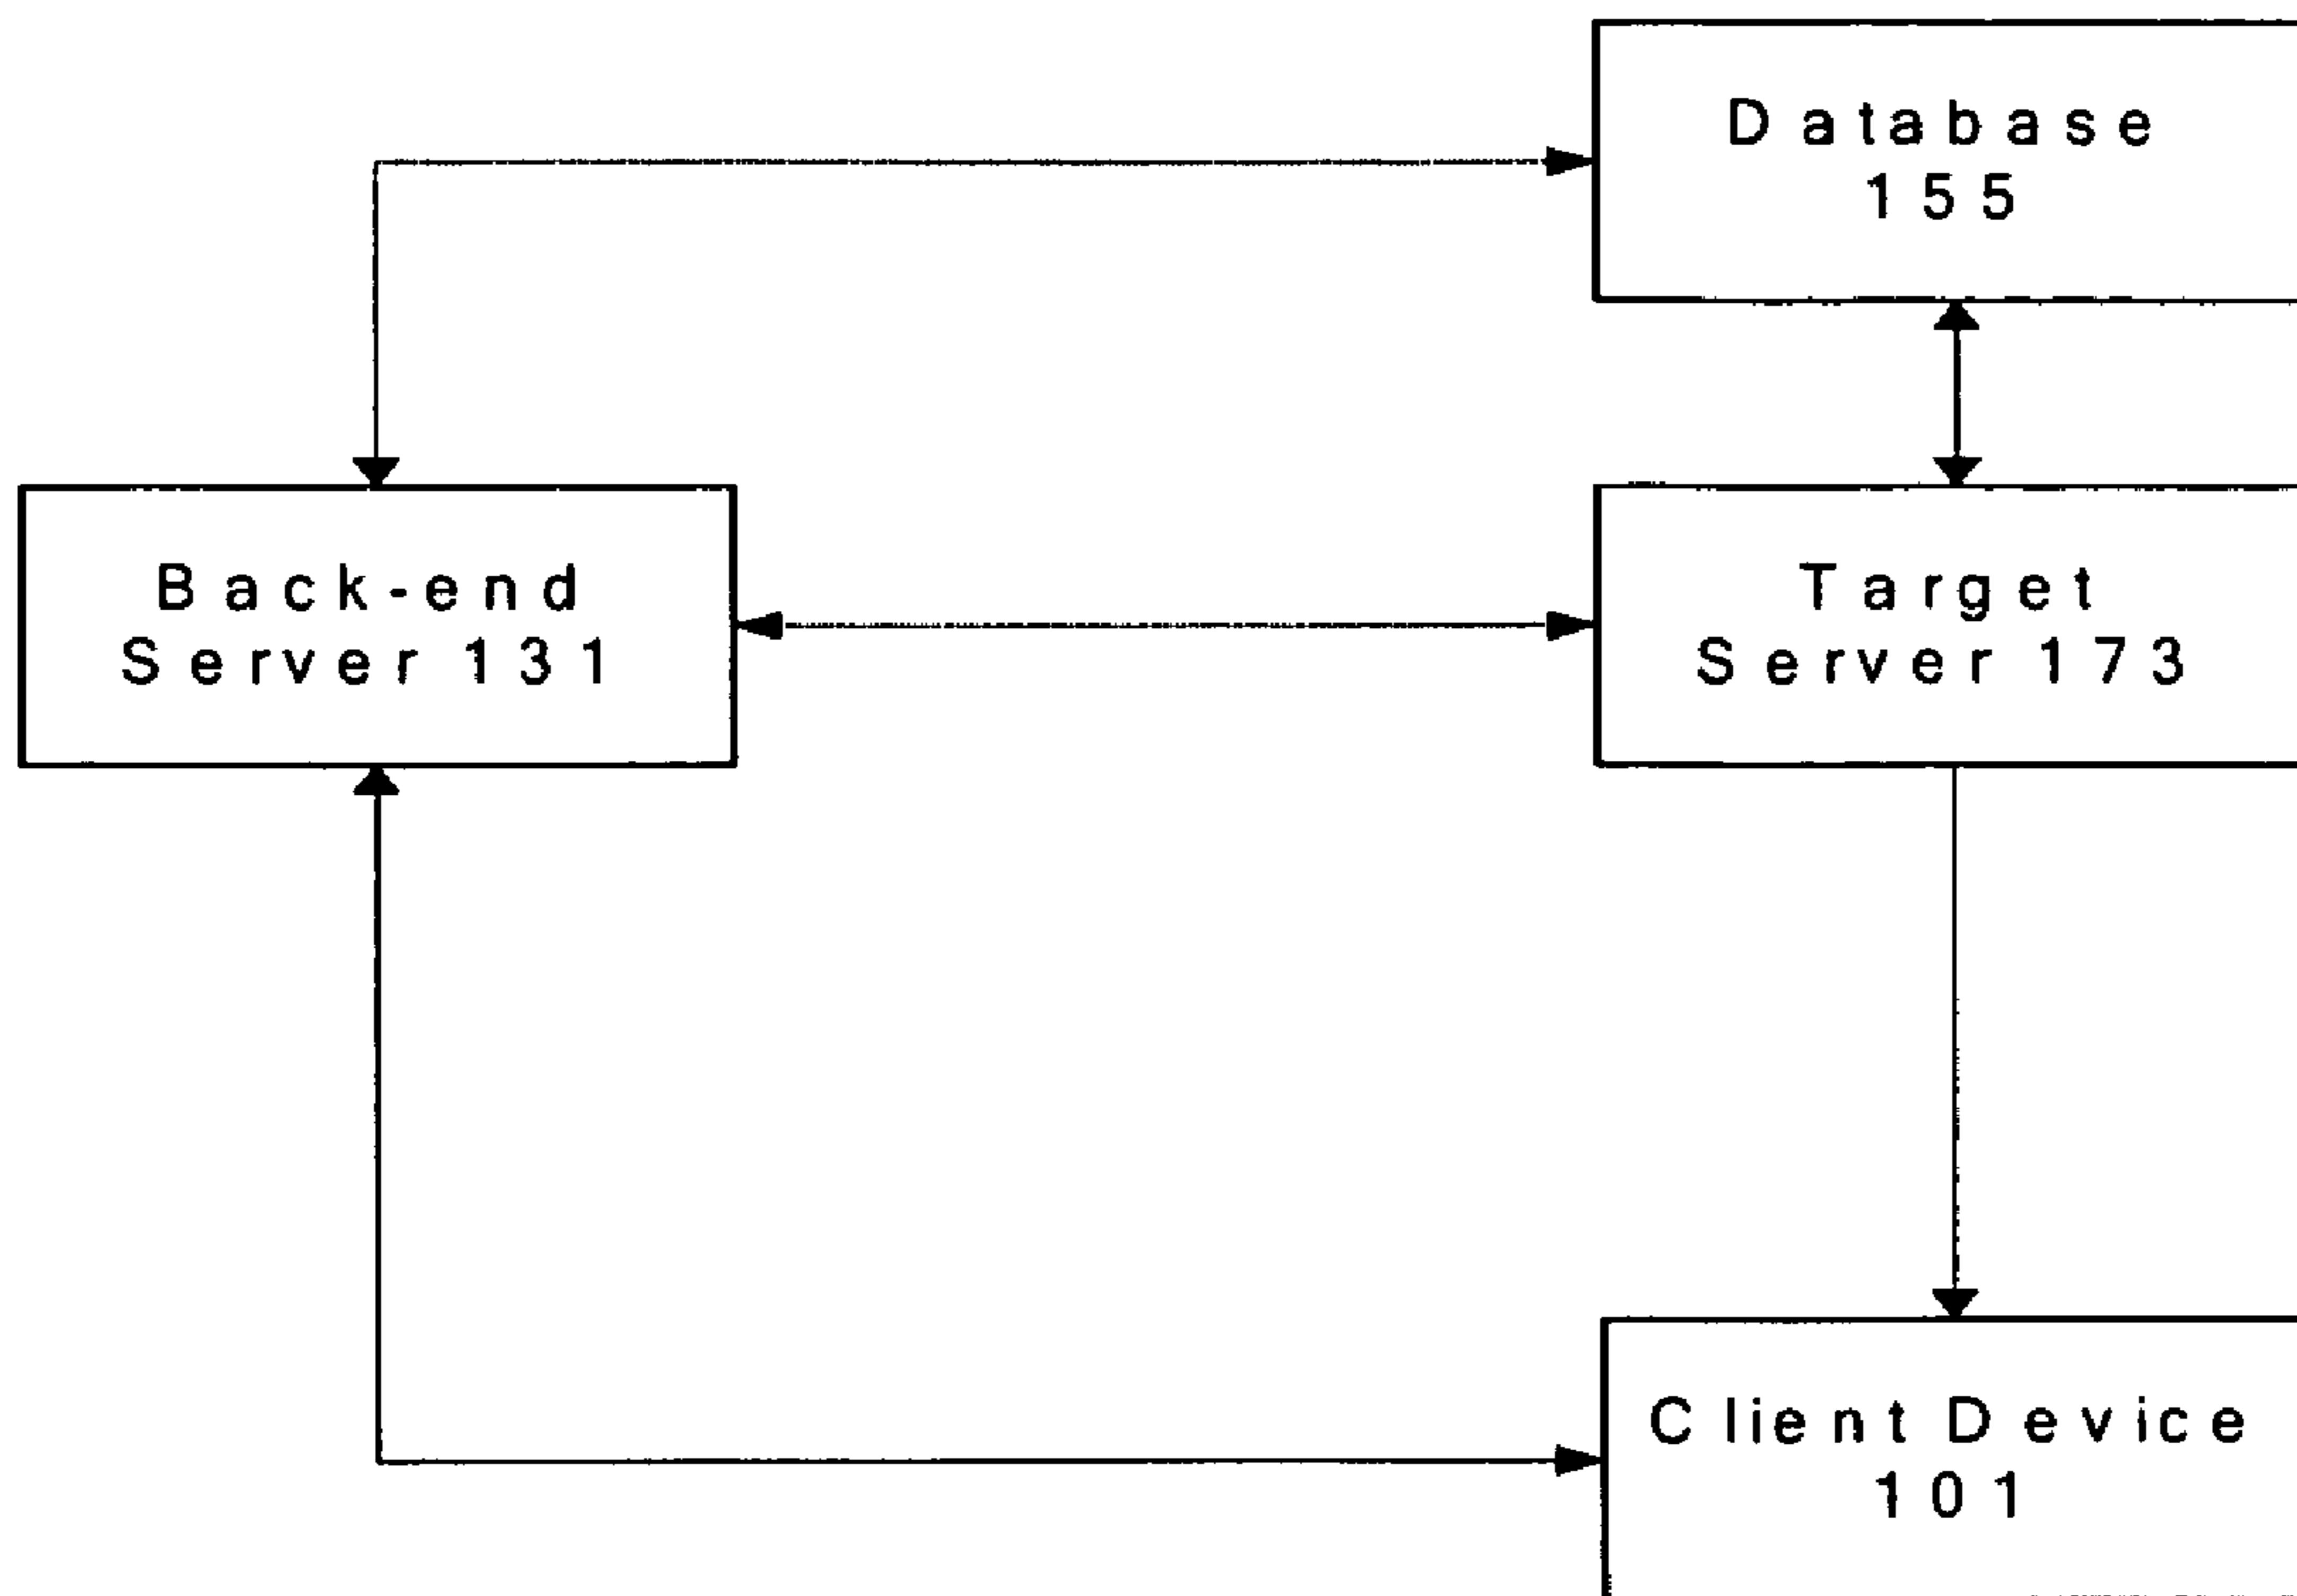 Database
155
Back-end
Server 131
Target
Server 173
Client Device
101